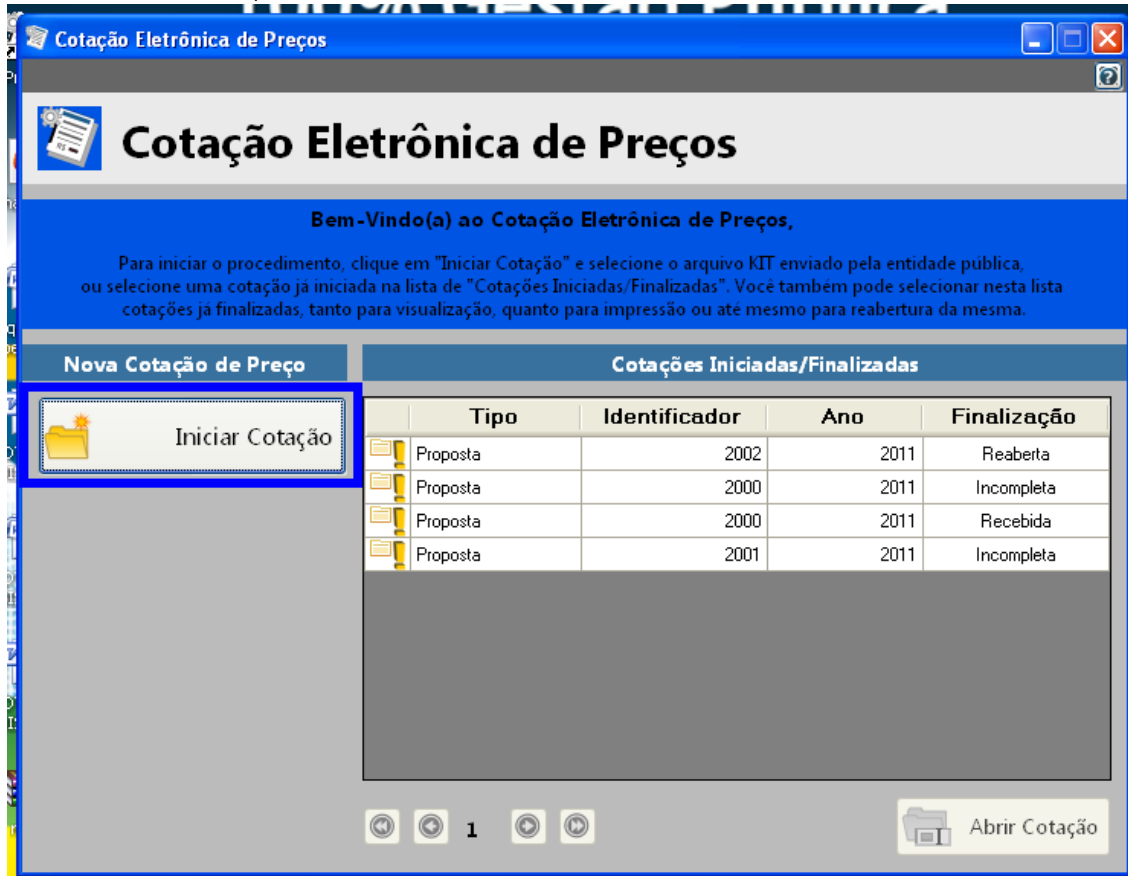 100% Gestão Pública
Cotação Eletrônica de Preços
Cotação Eletrônica de Preços
Bem-Vindo(a) ao Cotação Eletrônica de Preços,
Para iniciar o procedimento, clique em "Iniciar Cotação" e selecione o arquivo KIT enviado pela entidade pública,
ou selecione uma cotação já iniciada na lista de "Cotações Iniciadas/Finalizadas". Você também pode selecionar nesta lista
cotações já finalizadas, tanto para visualização, quanto para impressão ou até mesmo para reabertura da mesma.
Nova Cotação de Preço
Cotações Iniciadas/Finalizadas
Iniciar Cotação
Tipo Identificador Ano Finalização
Proposta 2002 2011 Reaberta
Proposta 2000 2011 Incompleta
Proposta 2000 2011 Recebida
Proposta 2001 2011 Incompleta
1
Abrir Cotação